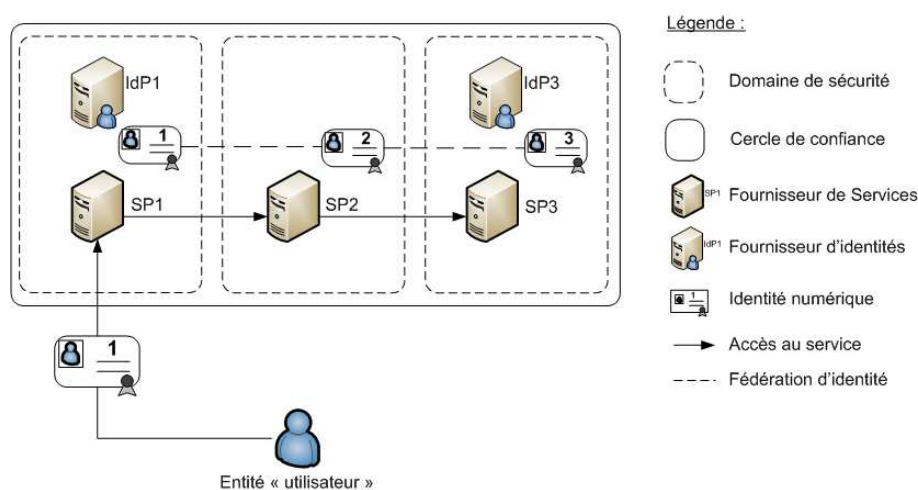 Légende :
IdP1
IdP3
Domaine de sécurité
1
2
3
Cercle de confiance
SP1
SP2
SP3
SP1
Fournisseur de Services
IdP1
Fournisseur d'identités
1
Identité numérique
1
Accès au service
Fédération d'identité
Entité « utilisateur »